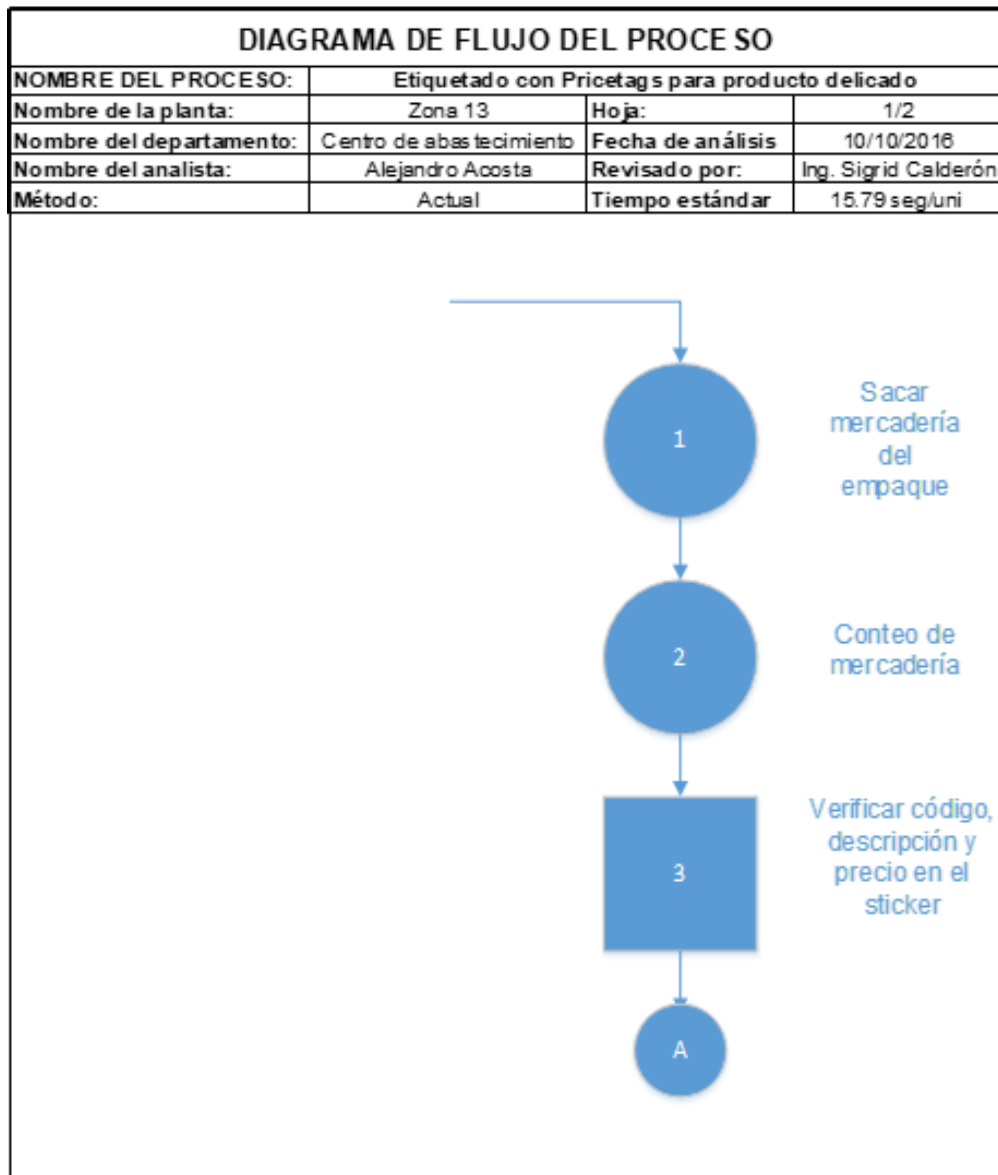 DIAGRAMA DE FLUJO DEL PROCESO
NOMBRE DEL PROCESO: Etiquetado con Pricetags para producto delicado
Nombre de la planta: Zona 13 Hoja: 1/2
Nombre del departamento: Centro de abastecimiento Fecha de análisis 10/10/2016
Nombre del analista: Alejandro Acosta Revisado por: Ing. Sigrid Calderón
Método: Actual Tiempo estándar 15.79 seg/uni
1
Sacar
mercadería
del
empaque
2
Conteo de
mercadería
3
Verificar código,
descripción y
precio en el
sticker
A